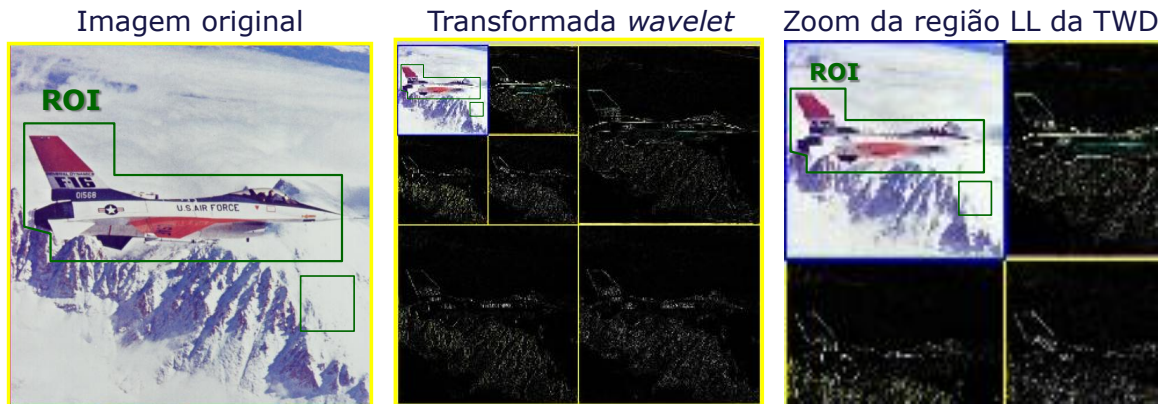 Imagem original
Transformada wavelet
Zoom da região LL da TWD
ROI
F16
01568
U.S.AIR FORCE
ROI